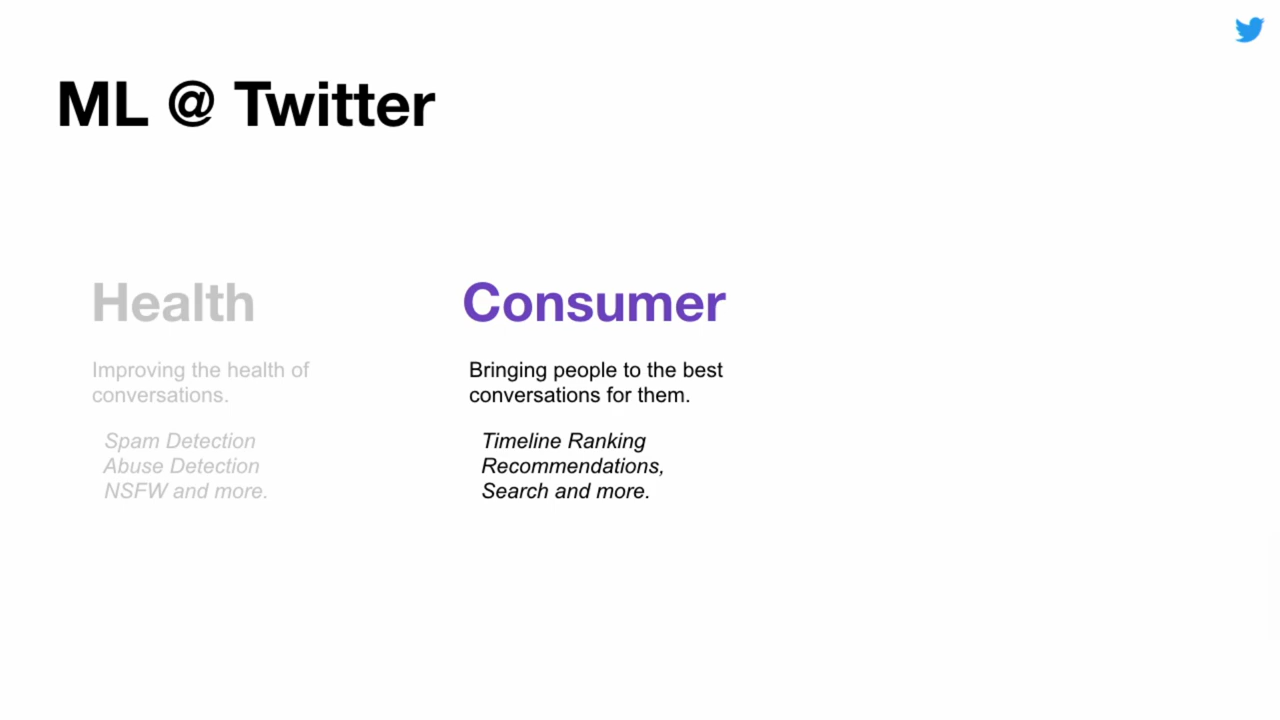 ML @ Twitter
Health
Improving the health of
conversations.
Spam Detection
Abuse Detection
NSFW and more.
Consumer
Bringing people to the best
conversations for them.
Timeline Ranking
Recommendations,
Search and more.